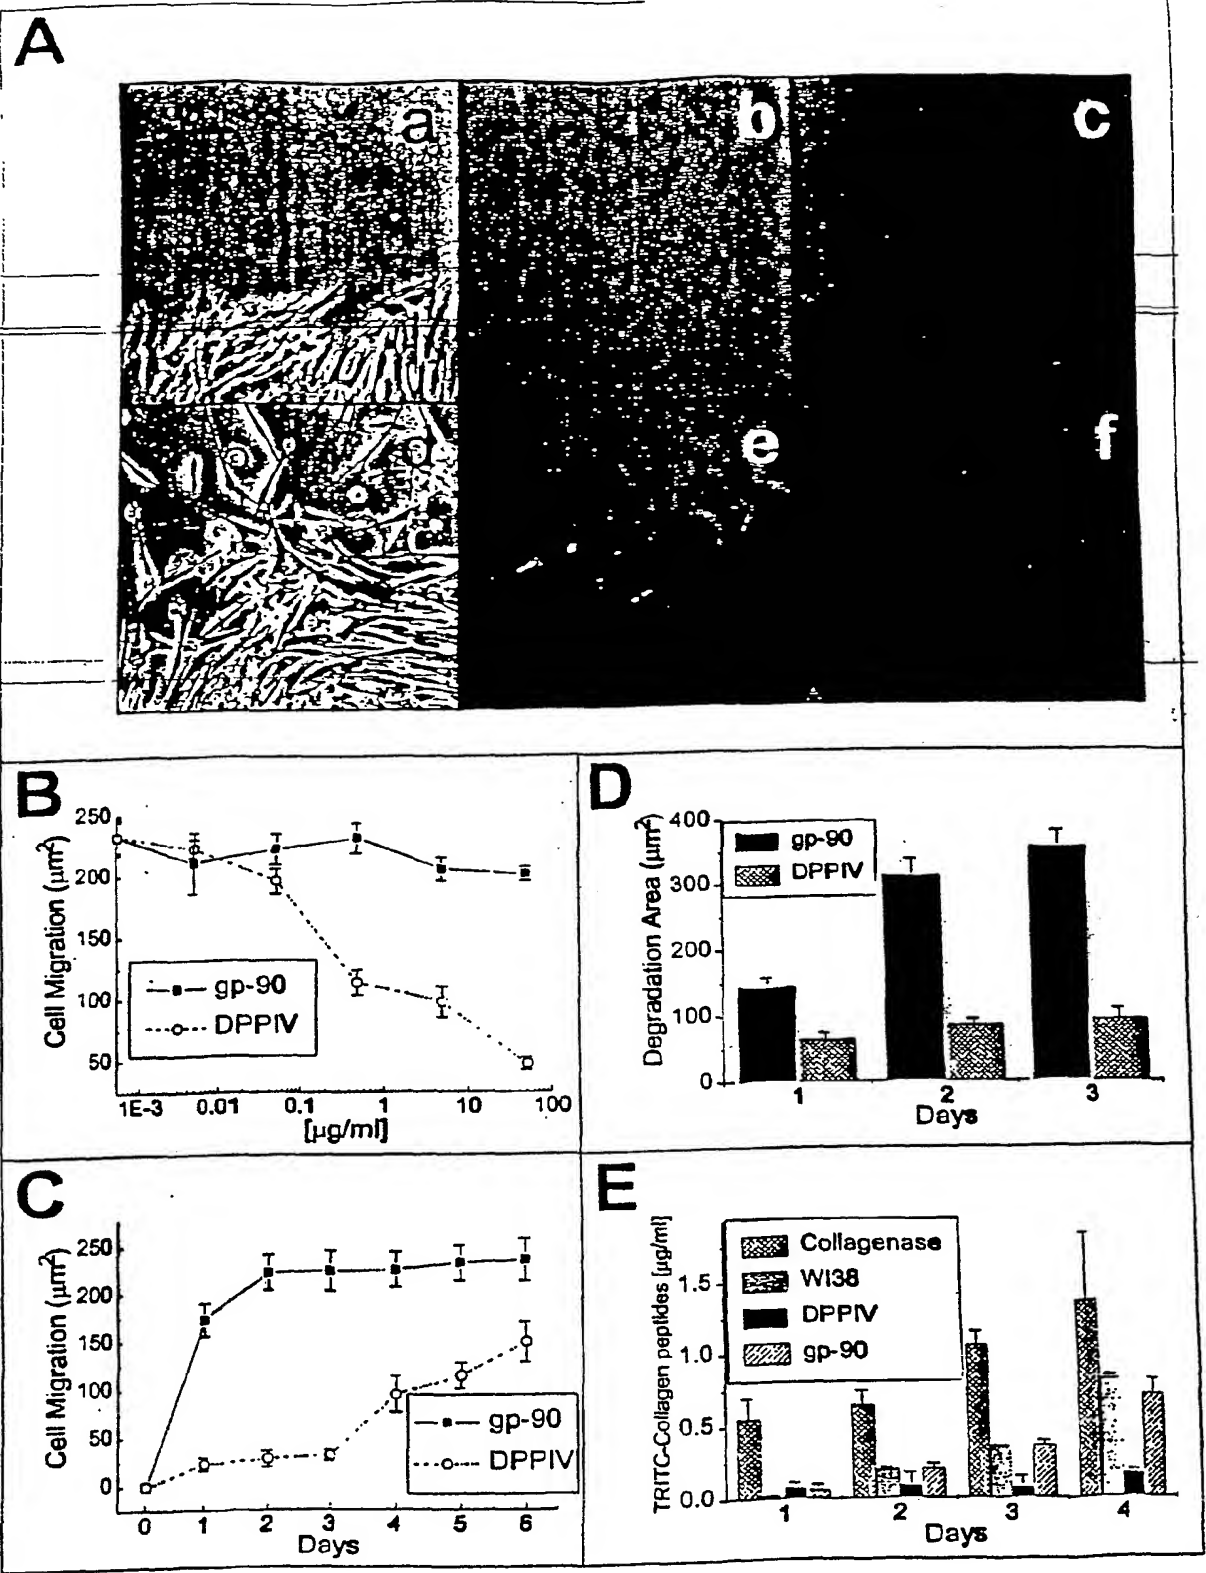 A
a
b
c
d
e
f
B
250
200
150
100
50
Cell Migration (µm²)
gp-90
DPPIV
1E-3 0.01 0.1 1 10 100
[µg/ml]
C
250
200
150
100
50
0
Cell Migration (µm²)
gp-90
DPPIV
0 1 2 3 4 5 6
Days
D
400
300
200
100
0
Degradation Area (µm²)
gp-90
DPPIV
1 2 3
Days
E
1.5
1.0
0.5
0.0
TRITC-Collagen peptides [µg/ml]
Collagenase
WI38
DPPIV
gp-90
1 2 3 4
Days